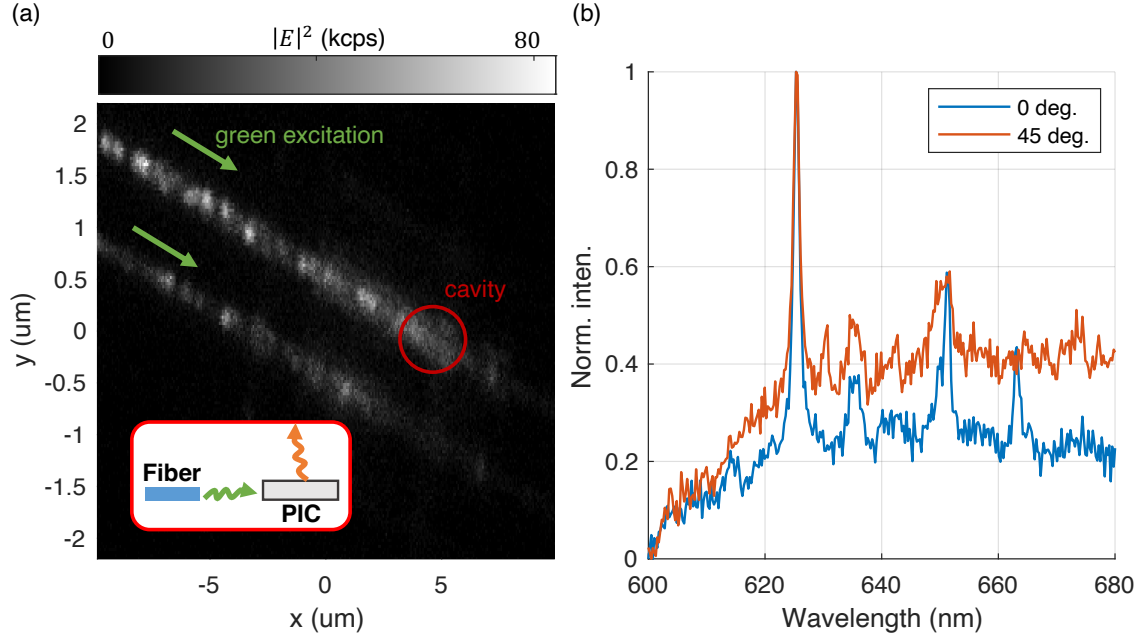 (a)
0 |E|² (kcps) 80
green excitation
cavity
Fiber
PIC
2
1.5
1
0.5
0
-0.5
-1
-1.5
-2
y (um)
-5 0 5
x (um)
(b)
0 deg.
45 deg.
1
0.8
0.6
0.4
0.2
0
Norm. inten.
600 620 640 660 680
Wavelength (nm)